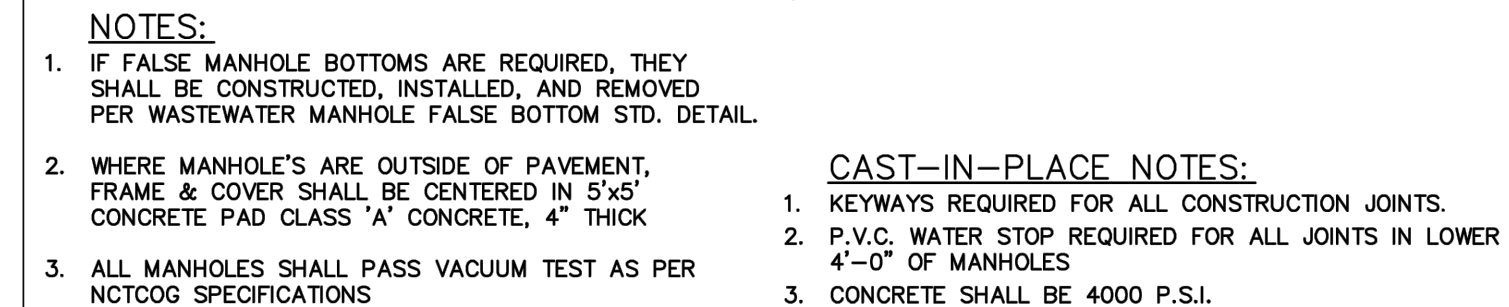 NOTES:
1. IF FALSE MANHOLE BOTTOMS ARE REQUIRED, THEY
SHALL BE CONSTRUCTED, INSTALLED, AND REMOVED
PER WASTEWATER MANHOLE FALSE BOTTOM STD. DETAIL.
2. WHERE MANHOLE'S ARE OUTSIDE OF PAVEMENT,
FRAME & COVER SHALL BE CENTERED IN 5'x5'
CONCRETE PAD CLASS 'A' CONCRETE, 4" THICK
3. ALL MANHOLES SHALL PASS VACUUM TEST AS PER
NCTCOG SPECIFICATIONS
CAST-IN-PLACE NOTES:
1. KEYWAYS REQUIRED FOR ALL CONSTRUCTION JOINTS.
2. P.V.C. WATER STOP REQUIRED FOR ALL JOINTS IN LOWER
4'-0" OF MANHOLES
3. CONCRETE SHALL BE 4000 P.S.I.